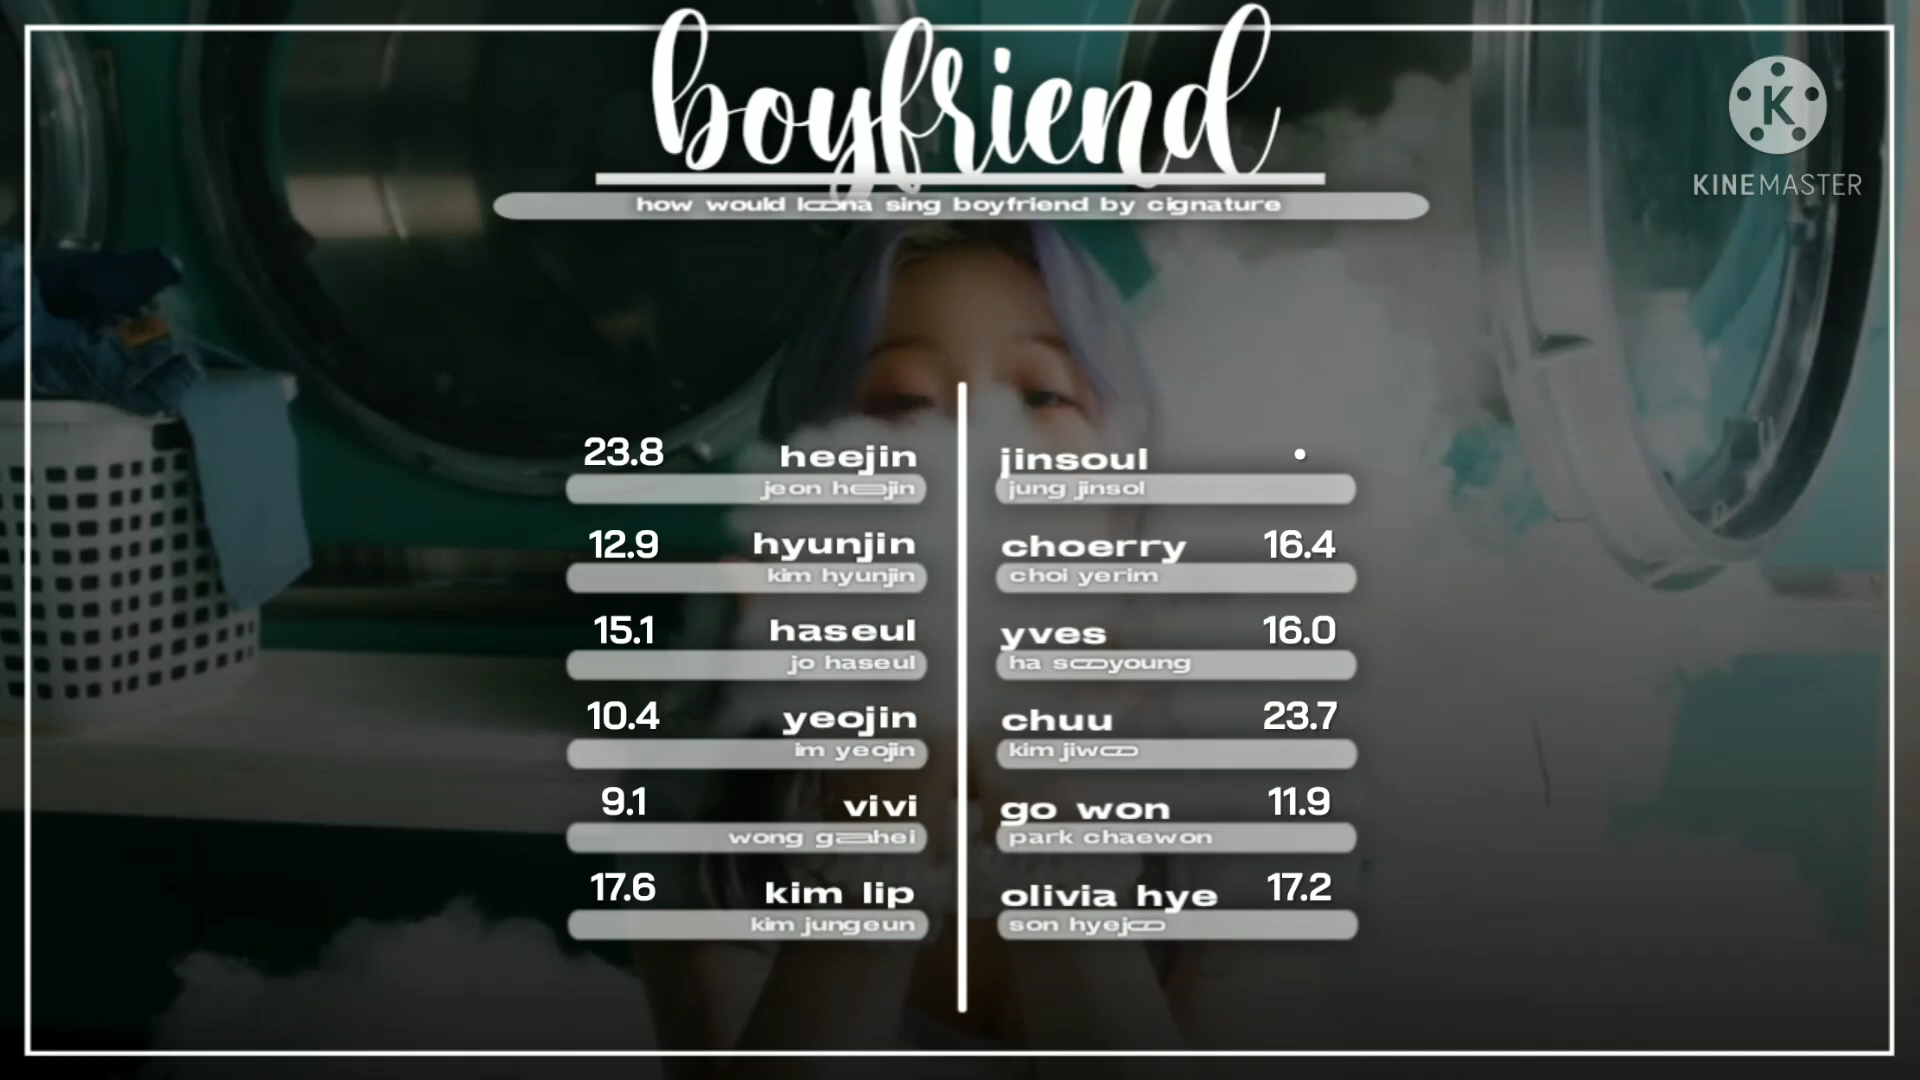 boyfriend
how would loona sing boyfriend by cignature
K
KINEMASTER
23.8 heejin
jeon heejin
12.9 hyunjin
kim hyunjin
15.1 haseul
jo haseul
10.4 yeojin
im yeojin
9.1 vivi
wong gaahei
17.6 kim lip
kim jungeun
jinsoul •
jung jinsol
choerry 16.4
choi yerim
yves 16.0
ha sooyoung
chuu 23.7
kim jiwoo
go won 11.9
park chaewon
olivia hye 17.2
son hyejoo